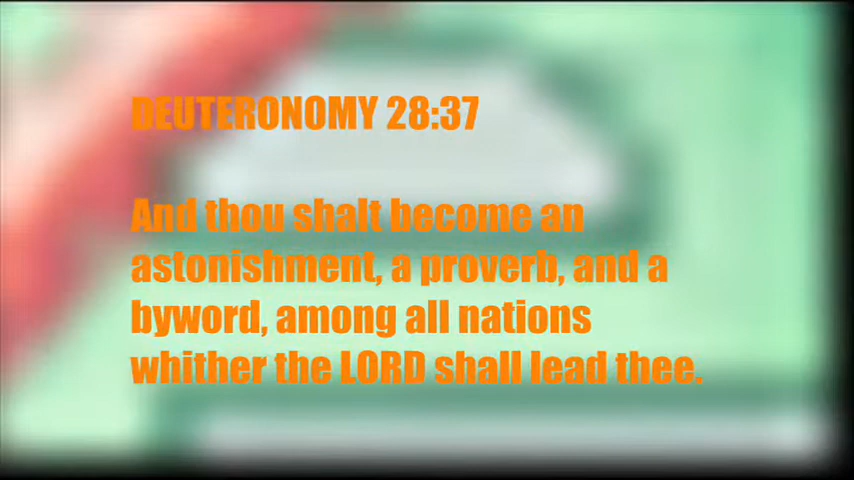 DEUTERONOMY 28:37
And thou shalt become an
astonishment, a proverb, and a
byword, among all nations
whither the LORD shall lead thee.